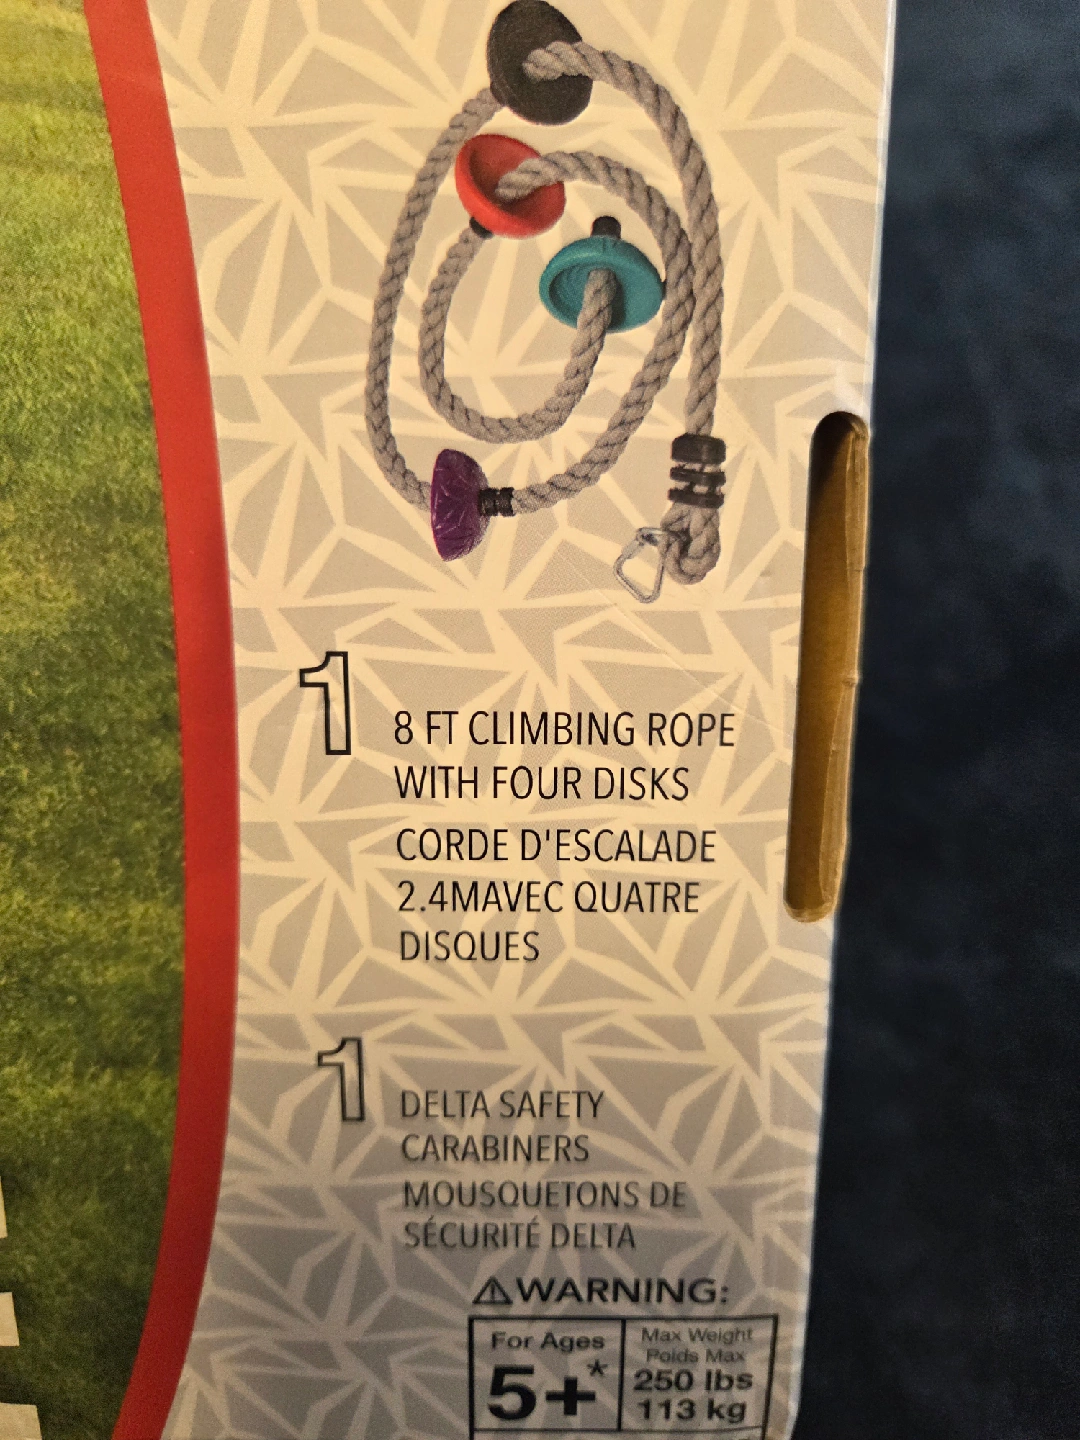 1
8 FT CLIMBING ROPE
WITH FOUR DISKS
CORDE D'ESCALADE
2.4MAVEC QUATRE
DISQUES
1
DELTA SAFETY
CARABINERS
MOUSQUETONS DE
SÉCURITÉ DELTA
⚠WARNING:
For Ages
5+*
Max Weight
Poids Max
250 lbs
113 kg